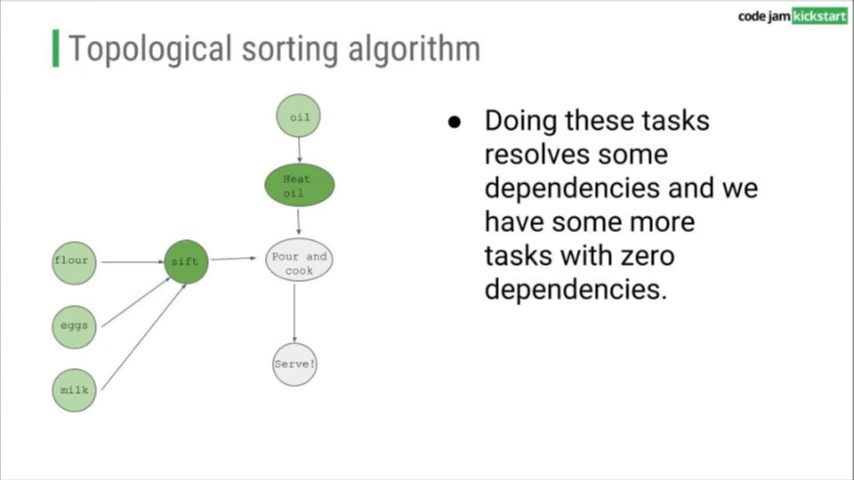 code jam kickstart
Topological sorting algorithm
oil
Heat
oil
flour
sift
Pour and
cook
eggs
milk
Serve!
● Doing these tasks
resolves some
dependencies and we
have some more
tasks with zero
dependencies.